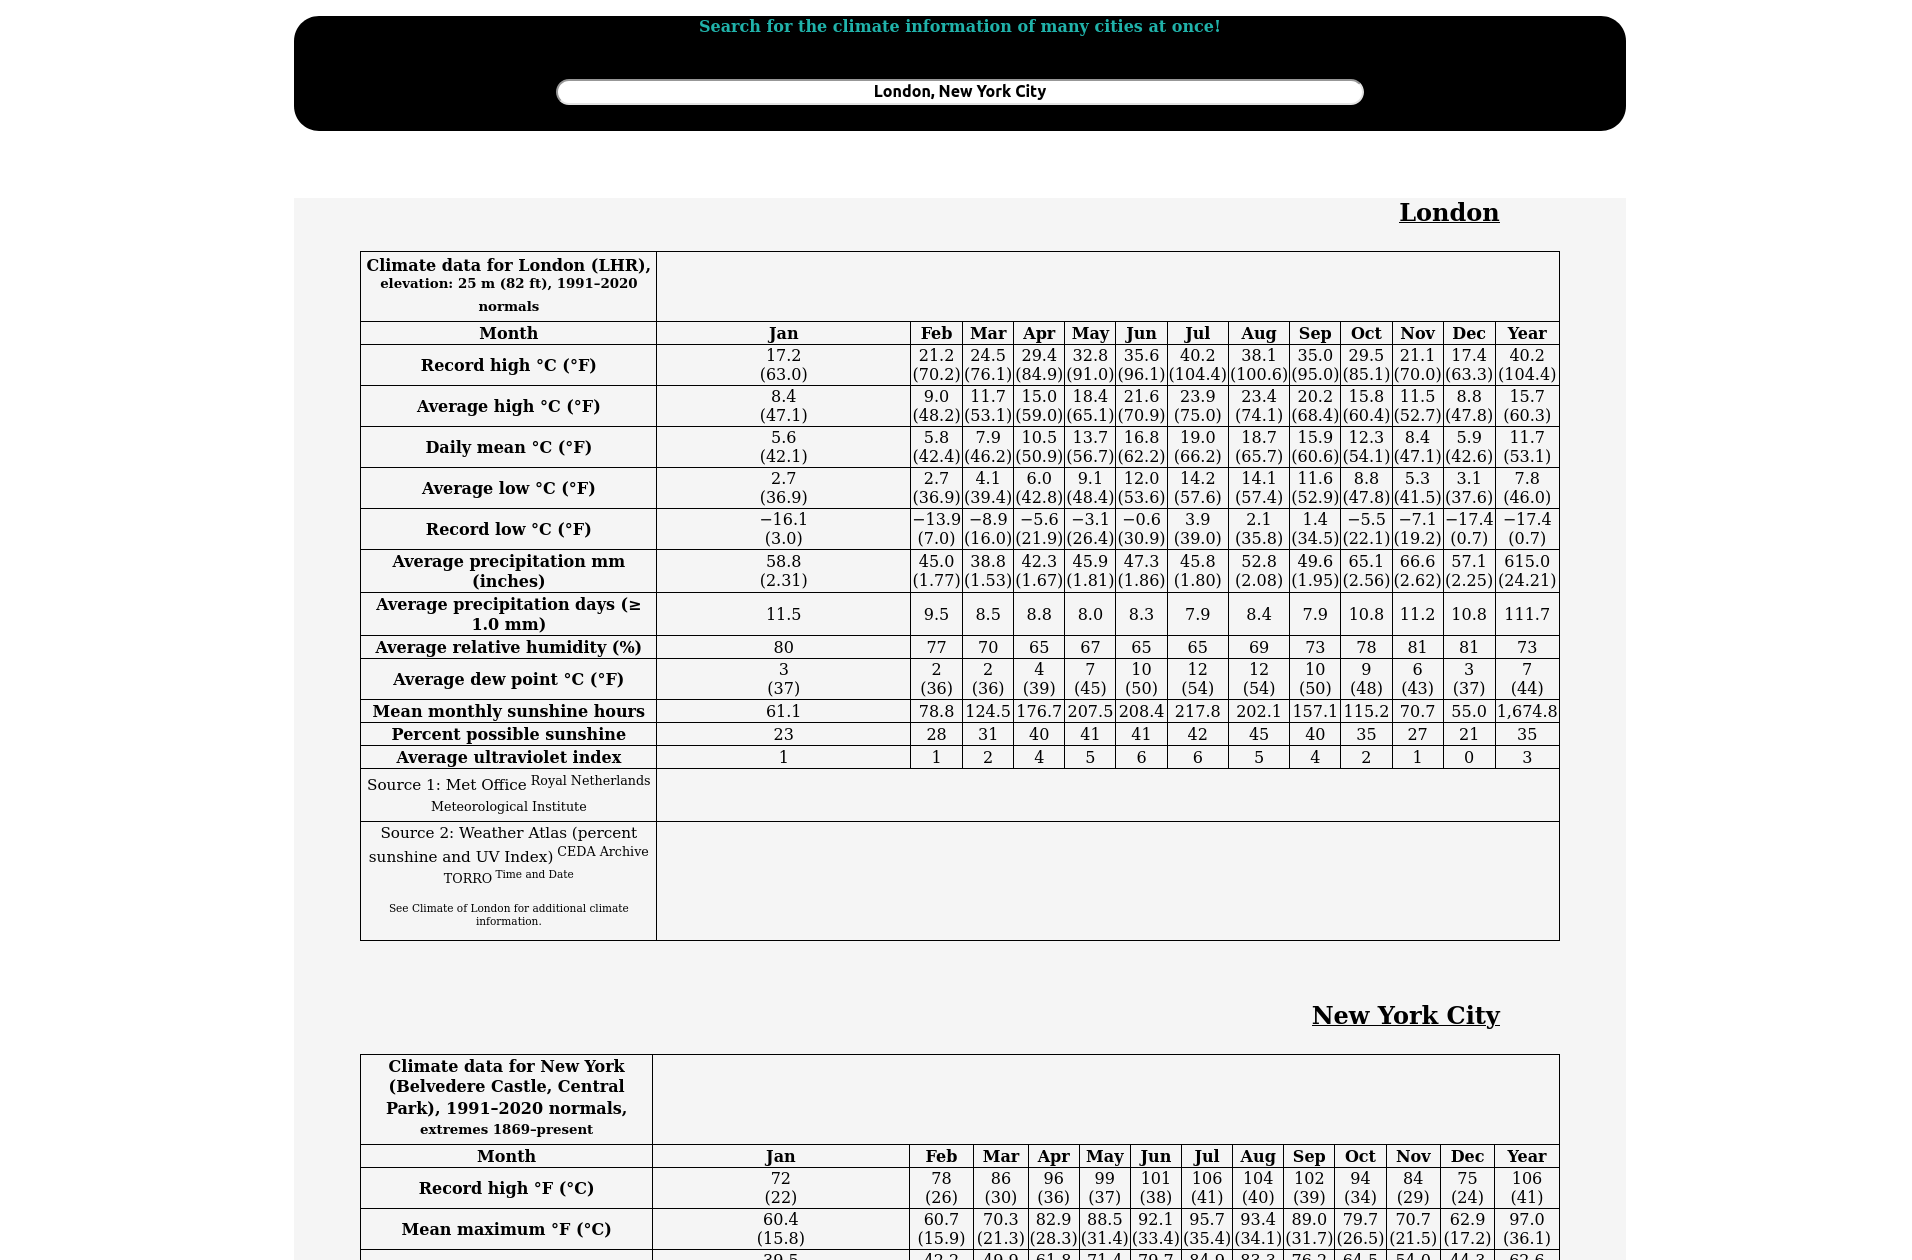 Search for the climate information of many cities at once!
London, New York City
London
Climate data for London (LHR),
elevation: 25 m (82 ft), 1991–2020
normals
Month Jan Feb Mar Apr May Jun Jul Aug Sep Oct Nov Dec Year
Record high °C (°F) 17.2 21.2 24.5 29.4 32.8 35.6 40.2 38.1 35.0 29.5 21.1 17.4 40.2
(63.0) (70.2) (76.1) (84.9) (91.0) (96.1) (104.4) (100.6) (95.0) (85.1) (70.0) (63.3) (104.4)
Average high °C (°F) 8.4 9.0 11.7 15.0 18.4 21.6 23.9 23.4 20.2 15.8 11.5 8.8 15.7
(47.1) (48.2) (53.1) (59.0) (65.1) (70.9) (75.0) (74.1) (68.4) (60.4) (52.7) (47.8) (60.3)
Daily mean °C (°F) 5.6 5.8 7.9 10.5 13.7 16.8 19.0 18.7 15.9 12.3 8.4 5.9 11.7
(42.1) (42.4) (46.2) (50.9) (56.7) (62.2) (66.2) (65.7) (60.6) (54.1) (47.1) (42.6) (53.1)
Average low °C (°F) 2.7 2.7 4.1 6.0 9.1 12.0 14.2 14.1 11.6 8.8 5.3 3.1 7.8
(36.9) (36.9) (39.4) (42.8) (48.4) (53.6) (57.6) (57.4) (52.9) (47.8) (41.5) (37.6) (46.0)
Record low °C (°F) −16.1 −13.9 −8.9 −5.6 −3.1 −0.6 3.9 2.1 1.4 −5.5 −7.1 −17.4 −17.4
(3.0) (7.0) (16.0) (21.9) (26.4) (30.9) (39.0) (35.8) (34.5) (22.1) (19.2) (0.7) (0.7)
Average precipitation mm 58.8 45.0 38.8 42.3 45.9 47.3 45.8 52.8 49.6 65.1 66.6 57.1 615.0
(inches) (2.31) (1.77) (1.53) (1.67) (1.81) (1.86) (1.80) (2.08) (1.95) (2.56) (2.62) (2.25) (24.21)
Average precipitation days (≥
1.0 mm) 11.5 9.5 8.5 8.8 8.0 8.3 7.9 8.4 7.9 10.8 11.2 10.8 111.7
Average relative humidity (%) 80 77 70 65 67 65 65 69 73 78 81 81 73
Average dew point °C (°F) 3 2 2 4 7 10 12 12 10 9 6 3 7
(37) (36) (36) (39) (45) (50) (54) (54) (50) (48) (43) (37) (44)
Mean monthly sunshine hours 61.1 78.8 124.5 176.7 207.5 208.4 217.8 202.1 157.1 115.2 70.7 55.0 1,674.8
Percent possible sunshine 23 28 31 40 41 41 42 45 40 35 27 21 35
Average ultraviolet index 1 1 2 4 5 6 6 5 4 2 1 0 3
Source 1: Met Office Royal Netherlands
Meteorological Institute
Source 2: Weather Atlas (percent
sunshine and UV Index) CEDA Archive
TORRO Time and Date
See Climate of London for additional climate
information.
New York City
Climate data for New York
(Belvedere Castle, Central
Park), 1991–2020 normals,
extremes 1869–present
Month Jan Feb Mar Apr May Jun Jul Aug Sep Oct Nov Dec Year
Record high °F (°C) 72 78 86 96 99 101 106 104 102 94 84 75 106
(22) (26) (30) (36) (37) (38) (41) (40) (39) (34) (29) (24) (41)
Mean maximum °F (°C) 60.4 60.7 70.3 82.9 88.5 92.1 95.7 93.4 89.0 79.7 70.7 62.9 97.0
(15.8) (15.9) (21.3) (28.3) (31.4) (33.4) (35.4) (34.1) (31.7) (26.5) (21.5) (17.2) (36.1)
39.5 42.2 49.9 61.8 71.4 79.7 84.9 83.3 76.2 64.5 54.0 44.3 62.6